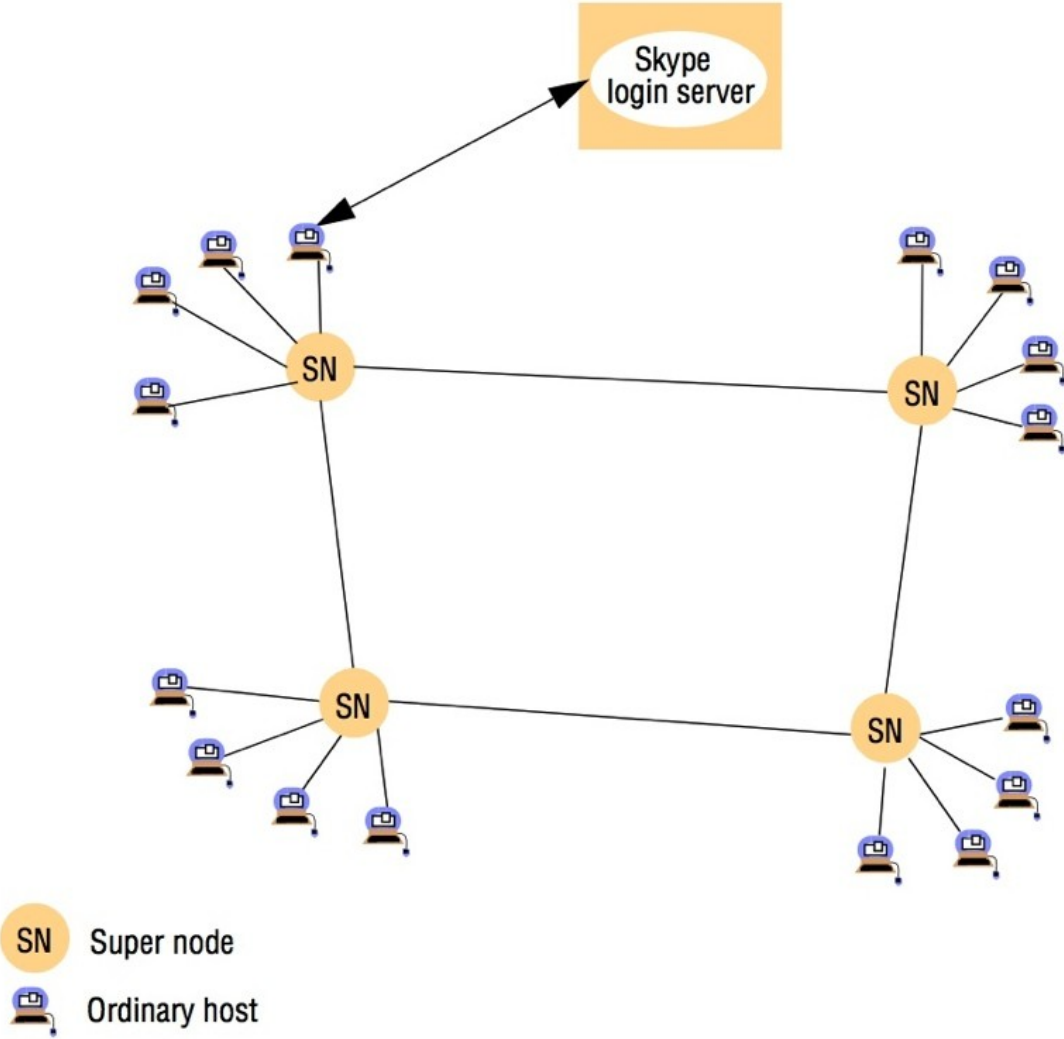 Skype
login server
SN
SN
SN
SN
SN Super node
Ordinary host